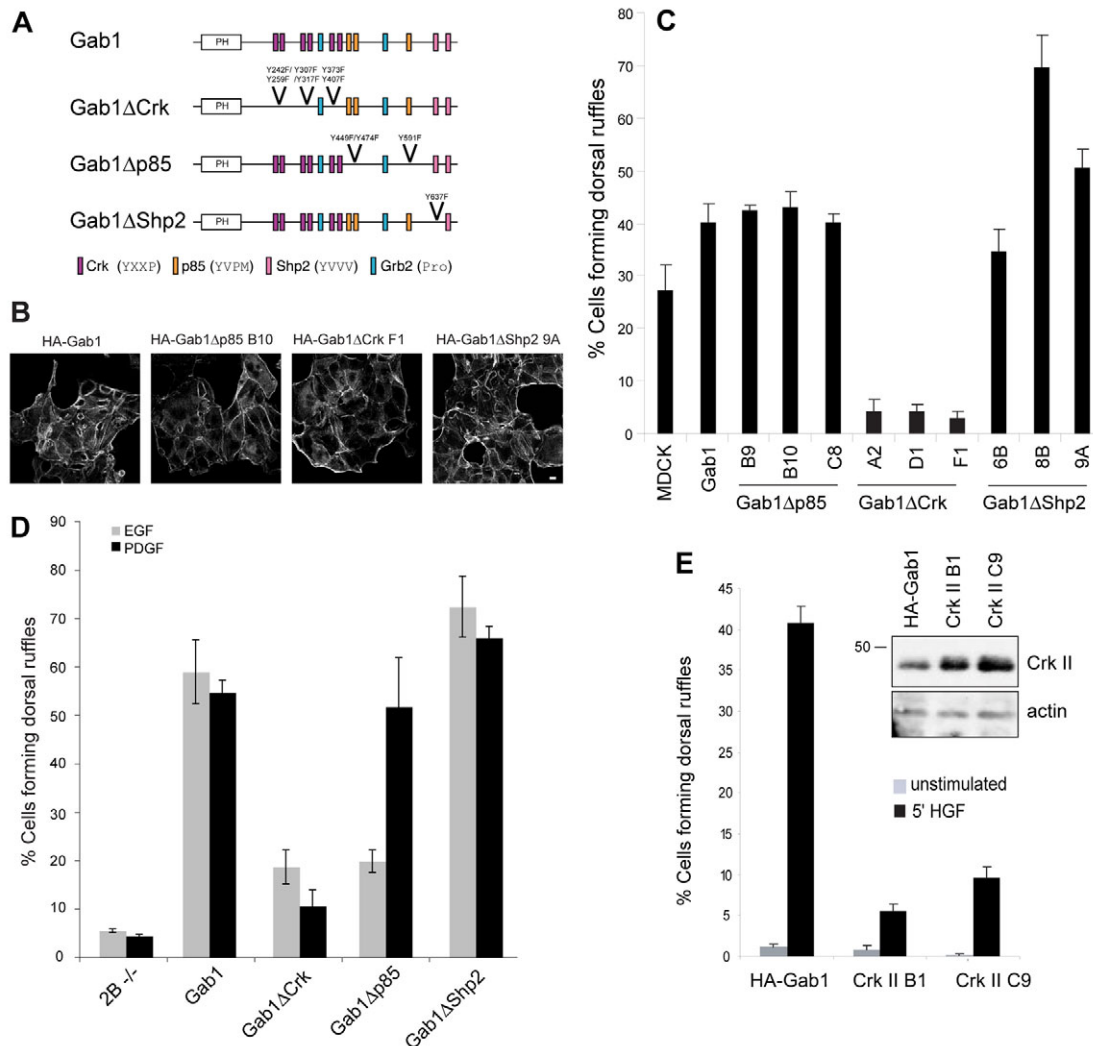 A
Gab1
PH
Y242F/ Y307F Y373F
Y259F /Y317F Y407F
Gab1ΔCrk
PH
Y449F/Y474F Y591F
Gab1Δp85
PH
Y637F
Gab1ΔShp2
PH
Crk (YXXP) p85 (YVPM) Shp2 (YVVV) Grb2 (Pro)
B
HA-Gab1 HA-Gab1Δp85 B10 HA-Gab1ΔCrk F1 HA-Gab1ΔShp2 9A
C
% Cells forming dorsal ruffles
80
70
60
50
40
30
20
10
0
MDCK Gab1 B9 B10 C8 A2 D1 F1 6B 8B 9A
Gab1Δp85 Gab1ΔCrk Gab1ΔShp2
D
EGF
PDGF
% Cells forming dorsal ruffles
90
80
70
60
50
40
30
20
10
0
2B -/- Gab1 Gab1ΔCrk Gab1Δp85 Gab1ΔShp2
E
% Cells forming dorsal ruffles
45
40
35
30
25
20
15
10
5
0
HA-Gab1 Crk II B1 Crk II C9
50
Crk II
actin
unstimulated
5' HGF
HA-Gab1 Crk II B1 Crk II C9